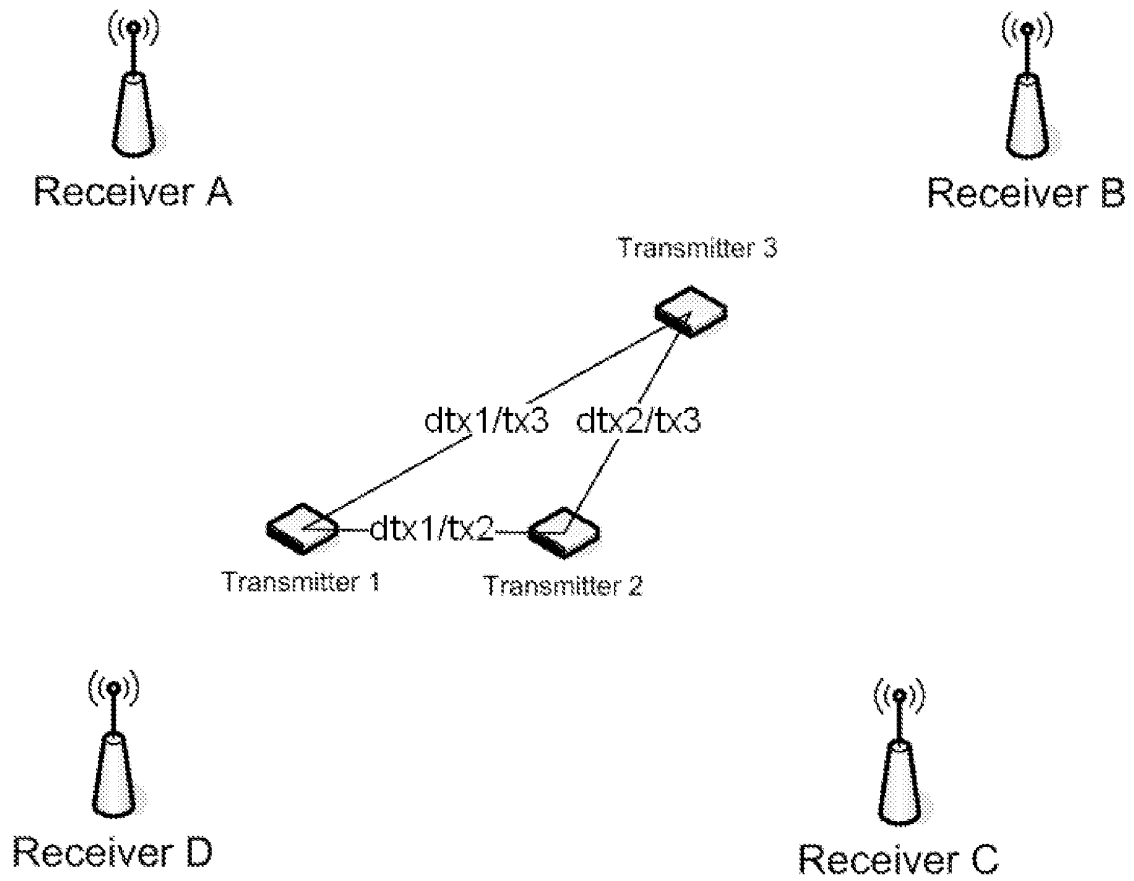 Receiver A
Receiver B
Transmitter 3
dtx1/tx3
dtx2/tx3
dtx1/tx2
Transmitter 1
Transmitter 2
Receiver D
Receiver C